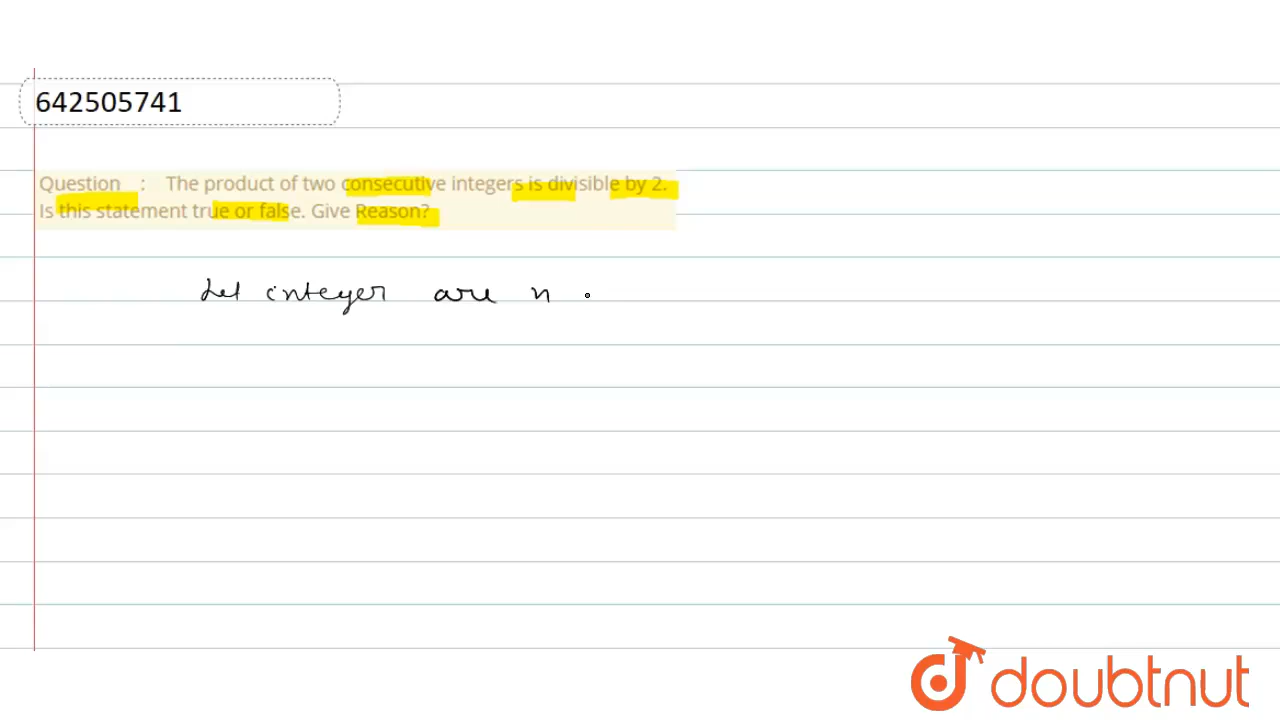 642505741
Question : The product of two consecutive integers is divisible by 2.
Is this statement true or false. Give Reason?
Let integer are n
doubtnut